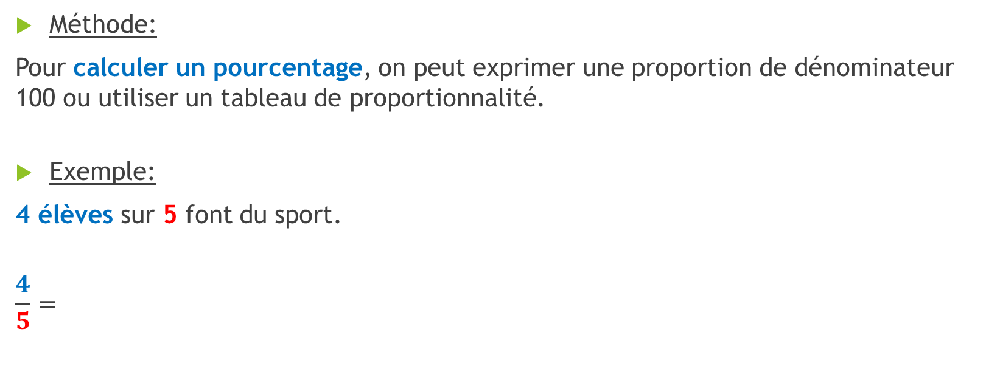 Méthode:
Pour calculer un pourcentage, on peut exprimer une proportion de dénominateur
100 ou utiliser un tableau de proportionnalité.
Exemple:
4 élèves sur 5 font du sport.
4
=
5